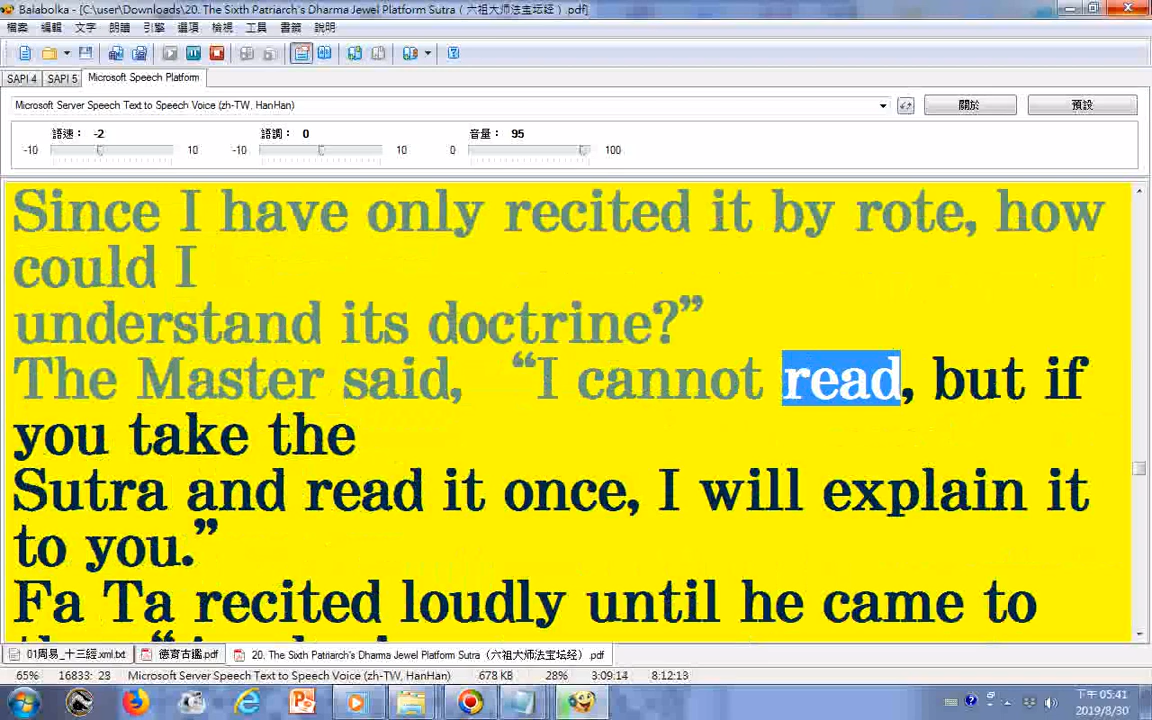 Balabolka - [C:\user\Downloads\20. The Sixth Patriarch's Dharma Jewel Platform Sutra（六祖大师法宝坛经）pdf]
檔案 編輯 文字 朗讀 引擎 選項 檢視 工具 書籤 說明
SAPI 4 SAPI 5 Microsoft Speech Platform
Microsoft Server Speech Text to Speech Voice (zh-TW, HanHan) 關於 預設
語速： -2 語調： 0 音量： 95
-10 10 -10 10 0 100
Since I have only recited it by rote, how
could I
understand its doctrine?”
The Master said, “I cannot read, but if
you take the
Sutra and read it once, I will explain it
to you.”
Fa Ta recited loudly until he came to
01周易_十三經.xml.txt 德育古鑑.pdf 20. The Sixth Patriarch's Dharma Jewel Platform Sutra（六祖大师法宝坛经）.pdf
65% 16833: 23 Microsoft Server Speech Text to Speech Voice (zh-TW, HanHan) 678 KB 28% 3:09:14 8:12:13
下午 05:41
2019/8/30